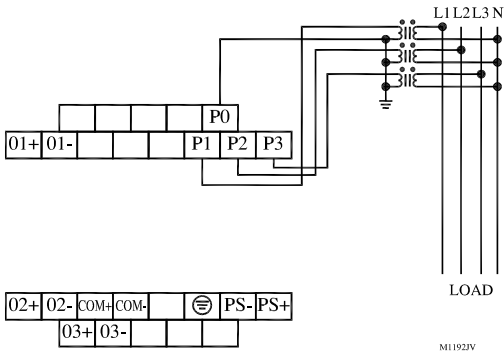 L1 L2 L3 N
P0
01+ 01- P1 P2 P3
LOAD
02+ 02- COM+ COM- PS- PS+
03+ 03-
M1192JV